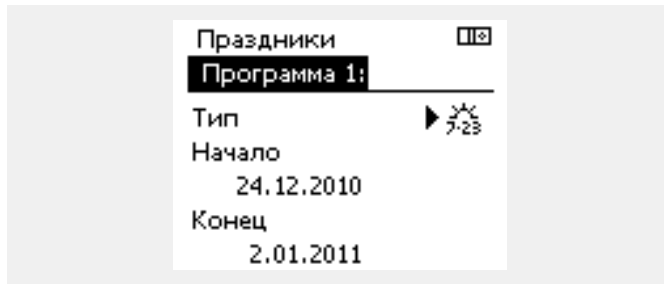 Праздники
Программа 1:
Тип 7-23
Начало
24.12.2010
Конец
2.01.2011